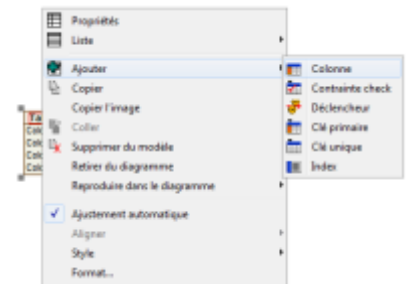 Propriétés
Liste
Ajouter
Copier
Copier l'image
Coller
Supprimer du modèle
Retirer du diagramme
Reproduire dans le diagramme
Ajustement automatique
Aligner
Style
Format...
Colonne
Contrainte check
Déclencheur
Clé primaire
Clé unique
Index